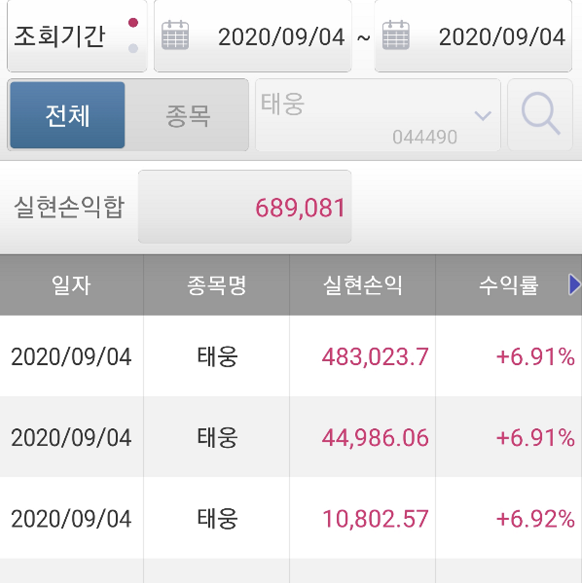 조회기간 2020/09/04 ~ 2020/09/04
전체 종목 태웅 044490
실현손익합 689,081
일자 종목명 실현손익 수익률
2020/09/04 태웅 483,023.7 +6.91%
2020/09/04 태웅 44,986.06 +6.91%
2020/09/04 태웅 10,802.57 +6.92%